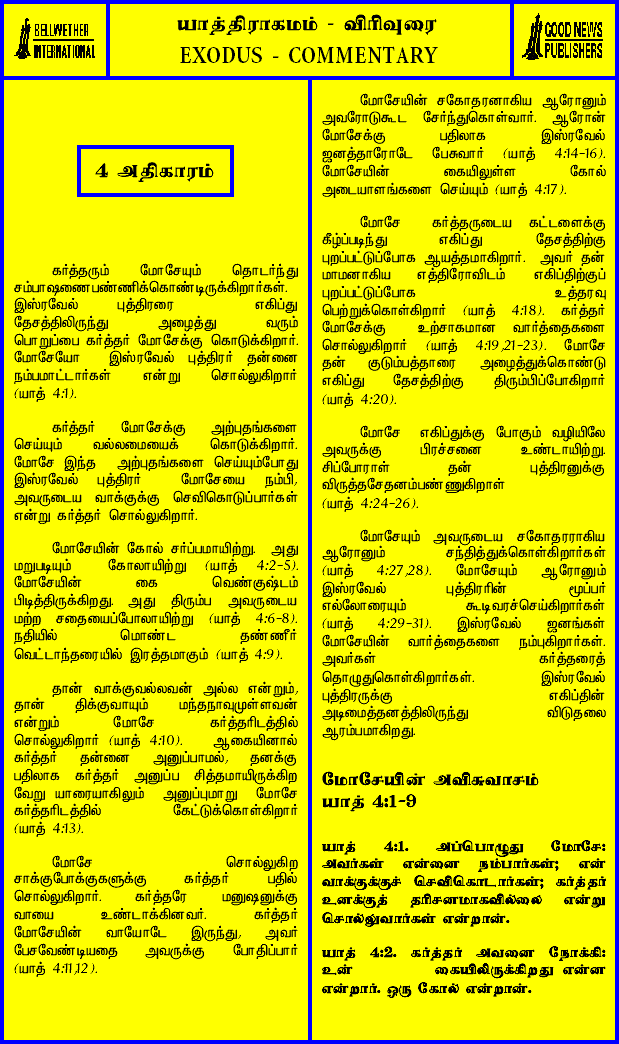 BELLWETHER
INTERNATIONAL
யாத்திராகமம் - விரிவுரை
EXODUS - COMMENTARY
GOOD NEWS
PUBLISHERS
4 அதிகாரம்
கர்த்தரும் மோசேயும் தொடர்ந்து
சம்பாஷணைபண்ணிக்கொண்டிருக்கிறார்கள்.
இஸ்ரவேல் புத்திரரை எகிப்து
தேசத்திலிருந்து அழைத்து வரும்
பொறுப்பை கர்த்தர் மோசேக்கு கொடுக்கிறார்.
மோசேயோ இஸ்ரவேல் புத்திரர் தன்னை
நம்பமாட்டார்கள் என்று சொல்லுகிறார்
(யாத் 4:1).
கர்த்தர் மோசேக்கு அற்புதங்களை
செய்யும் வல்லமையைக் கொடுக்கிறார்.
மோசே இந்த அற்புதங்களை செய்யும்போது
இஸ்ரவேல் புத்திரர் மோசேயை நம்பி,
அவருடைய வாக்குக்கு செவிகொடுப்பார்கள்
என்று கர்த்தர் சொல்லுகிறார்.
மோசேயின் கோல் சர்ப்பமாயிற்று. அது
மறுபடியும் கோலாயிற்று (யாத் 4:2-5).
மோசேயின் கை வெண்குஷ்டம்
பிடித்திருக்கிறது. அது திரும்ப அவருடைய
மற்ற சதையைப்போலாயிற்று (யாத் 4:6-8).
நதியில் மொண்ட தண்ணீர்
வெட்டாந்தரையில் இரத்தமாகும் (யாத் 4:9).
தான் வாக்குவல்லவன் அல்ல என்றும்,
தான் திக்குவாயும் மந்தநாவுமுள்ளவன்
என்றும் மோசே கர்த்தரிடத்தில்
சொல்லுகிறார் (யாத் 4:10). ஆகையினால்
கர்த்தர் தன்னை அனுப்பாமல், தனக்கு
பதிலாக கர்த்தர் அனுப்ப சித்தமாயிருக்கிற
வேறு யாரையாகிலும் அனுப்புமாறு மோசே
கர்த்தரிடத்தில் கேட்டுக்கொள்கிறார்
(யாத் 4:13).
மோசே சொல்லுகிற
சாக்குபோக்குகளுக்கு கர்த்தர் பதில்
சொல்லுகிறார். கர்த்தரே மனுஷனுக்கு
வாயை உண்டாக்கினவர். கர்த்தர்
மோசேயின் வாயோடே இருந்து, அவர்
பேசவேண்டியதை அவருக்கு போதிப்பார்
(யாத் 4:11,12).
மோசேயின் சகோதரனாகிய ஆரோனும்
அவரோடுகூட சேர்ந்துகொள்வார். ஆரோன்
மோசேக்கு பதிலாக இஸ்ரவேல்
ஜனத்தாரோடே பேசுவார் (யாத் 4:14-16).
மோசேயின் கையிலுள்ள கோல்
அடையாளங்களை செய்யும் (யாத் 4:17).
மோசே கர்த்தருடைய கட்டளைக்கு
கீழ்ப்படிந்து எகிப்து தேசத்திற்கு
புறப்பட்டுப்போக ஆயத்தமாகிறார். அவர் தன்
மாமனாகிய எத்திரோவிடம் எகிப்திற்குப்
புறப்பட்டுப்போக உத்தரவு
பெற்றுக்கொள்கிறார் (யாத் 4:18). கர்த்தர்
மோசேக்கு உற்சாகமான வார்த்தைகளை
சொல்லுகிறார் (யாத் 4:19,21-23). மோசே
தன் குடும்பத்தாரை அழைத்துக்கொண்டு
எகிப்து தேசத்திற்கு திரும்பிப்போகிறார்
(யாத் 4:20).
மோசே எகிப்துக்கு போகும் வழியிலே
அவருக்கு பிரச்சனை உண்டாயிற்று.
சிப்போராள் தன் புத்திரனுக்கு
விருத்தசேதனம்பண்ணுகிறாள்
(யாத் 4:24-26).
மோசேயும் அவருடைய சகோதரராகிய
ஆரோனும் சந்தித்துக்கொள்கிறார்கள்
(யாத் 4:27,28). மோசேயும் ஆரோனும்
இஸ்ரவேல் புத்திரரின் மூப்பர்
எல்லோரையும் கூடிவரச்செய்கிறார்கள்
(யாத் 4:29-31). இஸ்ரவேல் ஜனங்கள்
மோசேயின் வார்த்தைகளை நம்புகிறார்கள்.
அவர்கள் கர்த்தரைத்
தொழுதுகொள்கிறார்கள். இஸ்ரவேல்
புத்திரருக்கு எகிப்தின்
அடிமைத்தனத்திலிருந்து விடுதலை
ஆரம்பமாகிறது.
மோசேயின் அவிசுவாசம்
யாத் 4:1-9
யாத் 4:1. அப்பொழுது மோசே:
அவர்கள் என்னை நம்பார்கள்; என்
வாக்குக்குச் செவிகொடார்கள்; கர்த்தர்
உனக்குத் தரிசனமாகவில்லை என்று
சொல்லுவார்கள் என்றான்.
யாத் 4:2. கர்த்தர் அவனை நோக்கி:
உன் கையிலிருக்கிறது என்ன
என்றார். ஒரு கோல் என்றான்.